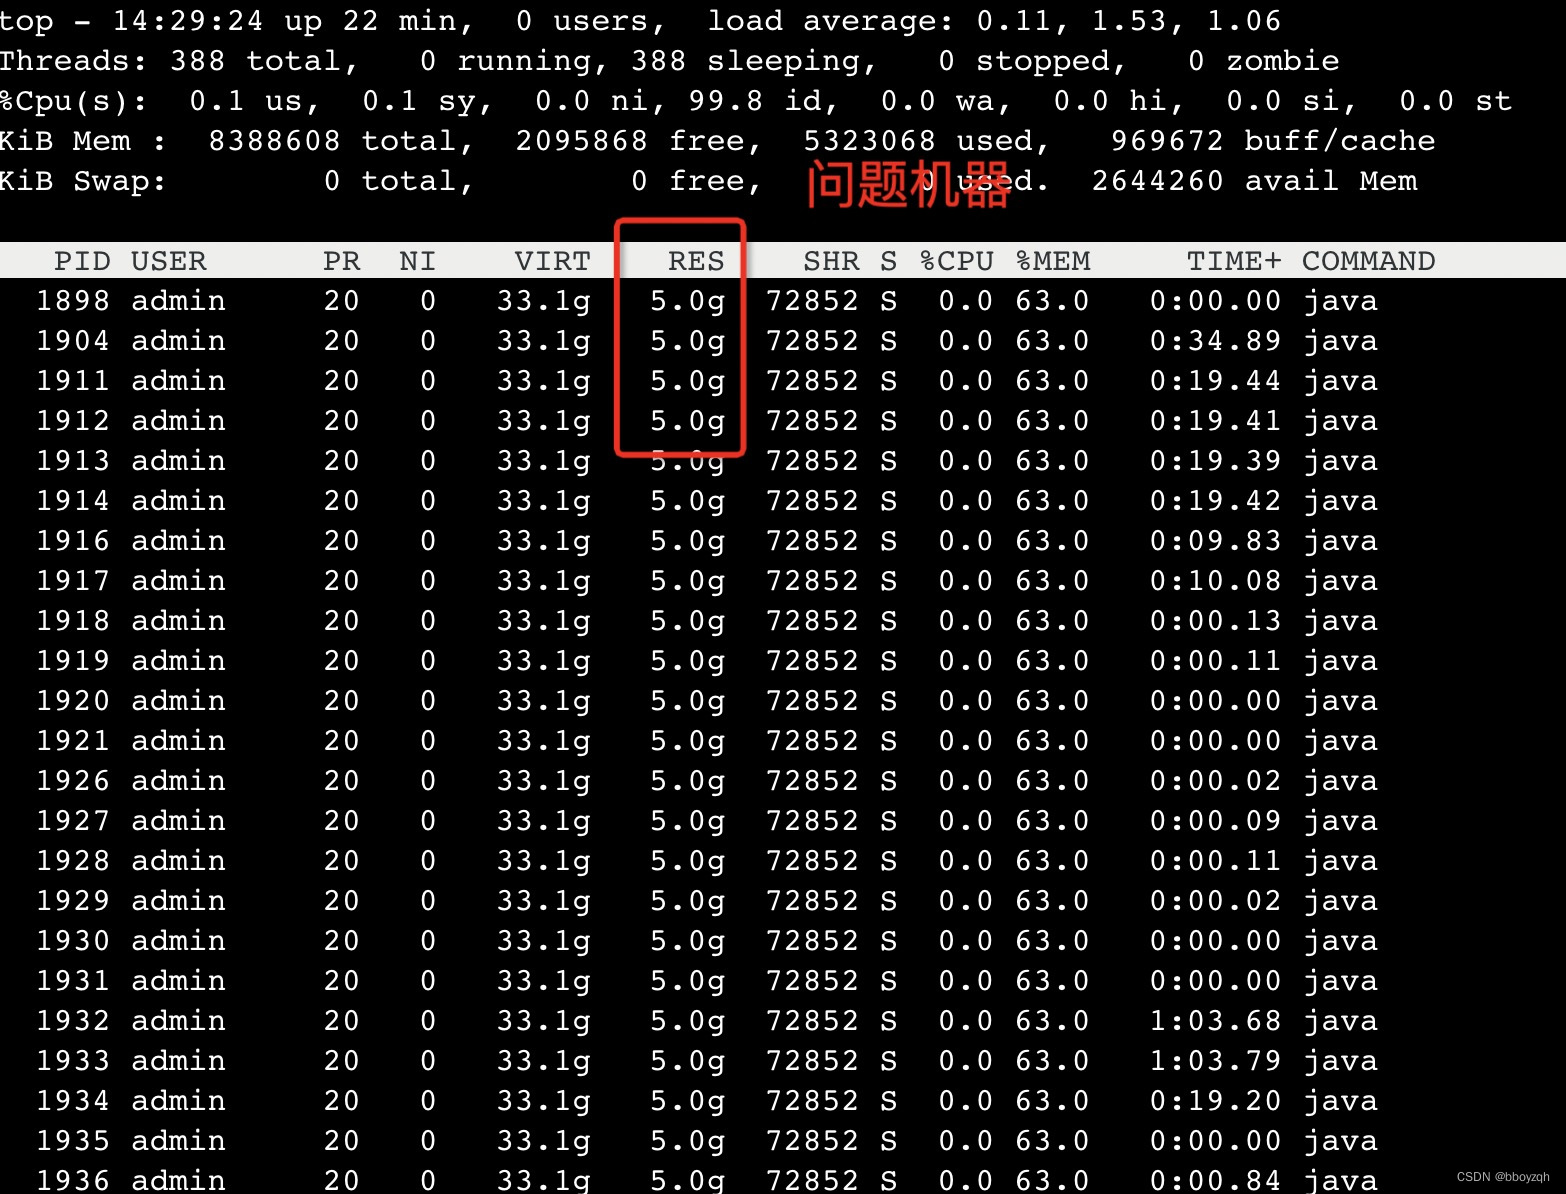 top - 14:29:24 up 22 min,  0 users,  load average: 0.11, 1.53, 1.06
Threads: 388 total,   0 running, 388 sleeping,   0 stopped,   0 zombie
%Cpu(s):  0.1 us,  0.1 sy,  0.0 ni, 99.8 id,  0.0 wa,  0.0 hi,  0.0 si,  0.0 st
KiB Mem :  8388608 total,  2095868 free,  5323068 used,   969672 buff/cache
KiB Swap:        0 total,        0 free,        0 used.  2644260 avail Mem
问题机器
PID USER      PR  NI    VIRT    RES    SHR S %CPU %MEM     TIME+ COMMAND
1898 admin     20   0   33.1g   5.0g  72852 S  0.0 63.0   0:00.00 java
1904 admin     20   0   33.1g   5.0g  72852 S  0.0 63.0   0:34.89 java
1911 admin     20   0   33.1g   5.0g  72852 S  0.0 63.0   0:19.44 java
1912 admin     20   0   33.1g   5.0g  72852 S  0.0 63.0   0:19.41 java
1913 admin     20   0   33.1g   5.0g  72852 S  0.0 63.0   0:19.39 java
1914 admin     20   0   33.1g   5.0g  72852 S  0.0 63.0   0:19.42 java
1916 admin     20   0   33.1g   5.0g  72852 S  0.0 63.0   0:09.83 java
1917 admin     20   0   33.1g   5.0g  72852 S  0.0 63.0   0:10.08 java
1918 admin     20   0   33.1g   5.0g  72852 S  0.0 63.0   0:00.13 java
1919 admin     20   0   33.1g   5.0g  72852 S  0.0 63.0   0:00.11 java
1920 admin     20   0   33.1g   5.0g  72852 S  0.0 63.0   0:00.00 java
1921 admin     20   0   33.1g   5.0g  72852 S  0.0 63.0   0:00.00 java
1926 admin     20   0   33.1g   5.0g  72852 S  0.0 63.0   0:00.02 java
1927 admin     20   0   33.1g   5.0g  72852 S  0.0 63.0   0:00.09 java
1928 admin     20   0   33.1g   5.0g  72852 S  0.0 63.0   0:00.11 java
1929 admin     20   0   33.1g   5.0g  72852 S  0.0 63.0   0:00.02 java
1930 admin     20   0   33.1g   5.0g  72852 S  0.0 63.0   0:00.00 java
1931 admin     20   0   33.1g   5.0g  72852 S  0.0 63.0   0:00.00 java
1932 admin     20   0   33.1g   5.0g  72852 S  0.0 63.0   1:03.68 java
1933 admin     20   0   33.1g   5.0g  72852 S  0.0 63.0   1:03.79 java
1934 admin     20   0   33.1g   5.0g  72852 S  0.0 63.0   0:19.20 java
1935 admin     20   0   33.1g   5.0g  72852 S  0.0 63.0   0:00.00 java
1936 admin     20   0   33.1g   5.0g  72852 S  0.0 63.0   0:00.84 java
CSDN @bboyzqh